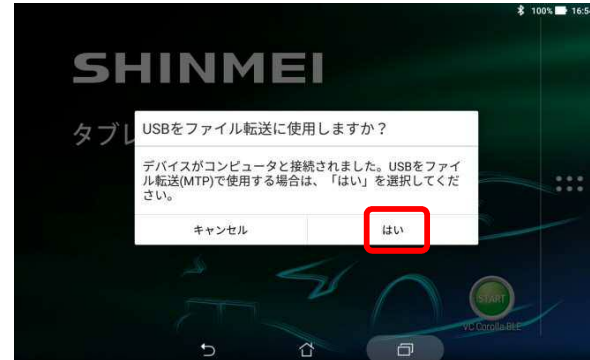 100% 16:54
SHINMEI
タブレ
USBをファイル転送に使用しますか？
デバイスがコンピュータと接続されました。USBをファイ
ル転送(MTP)で使用する場合は、「はい」を選択してくだ
さい。
キャンセル はい
START
VC Corolla BLE